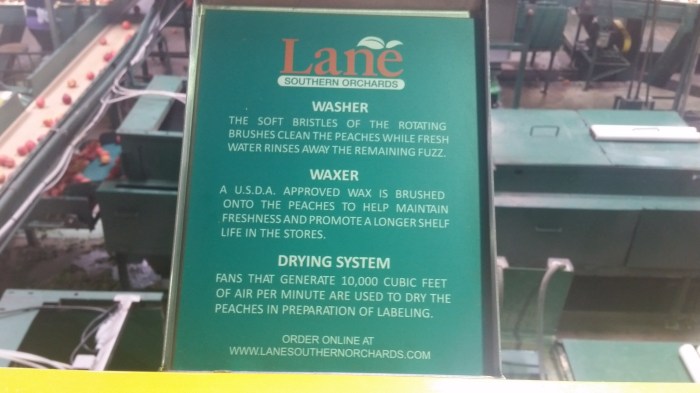 Lane
SOUTHERN ORCHARDS
WASHER
THE SOFT BRISTLES OF THE ROTATING
BRUSHES CLEAN THE PEACHES WHILE FRESH
WATER RINSES AWAY THE REMAINING FUZZ.
WAXER
A U.S.D.A. APPROVED WAX IS BRUSHED
ONTO THE PEACHES TO HELP MAINTAIN
FRESHNESS AND PROMOTE A LONGER SHELF
LIFE IN THE STORES.
DRYING SYSTEM
FANS THAT GENERATE 10,000 CUBIC FEET
OF AIR PER MINUTE ARE USED TO DRY THE
PEACHES IN PREPARATION OF LABELING.
ORDER ONLINE AT
WWW.LANESOUTHERNORCHARDS.COM